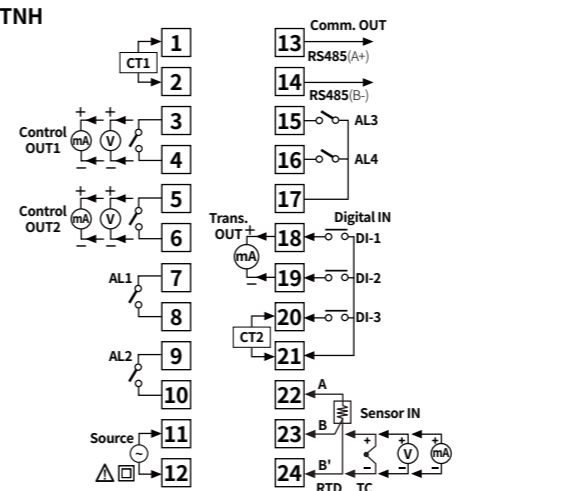 TNH
CT1
1
2
Control
OUT1
+ +
mA V
− −
3
4
Control
OUT2
+ +
mA V
− −
5
6
AL1
7
8
AL2
9
10
Source
11
12
Comm. OUT
13
RS485(A+)
14
RS485(B-)
15
AL3
16
AL4
17
Trans.
OUT +
mA
−
Digital IN
18
DI-1
19
DI-2
20
DI-3
CT2
21
22
A
Sensor IN
23
B
+ + +
V mA
− − −
24
B'
RTD TC